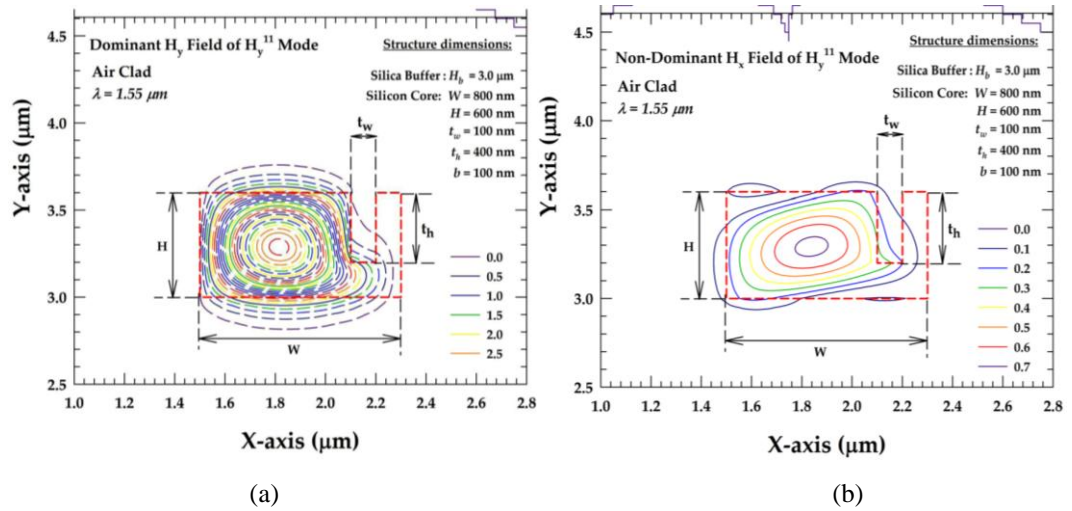 Dominant Hy Field of Hy11 Mode
Air Clad
λ = 1.55 μm
Structure dimensions:
Silica Buffer : Hb = 3.0 μm
Silicon Core: W = 800 nm
H = 600 nm
tw = 100 nm
th = 400 nm
b = 100 nm
tw
th
H
W
0.0
0.5
1.0
1.5
2.0
2.5
4.5
4.0
3.5
3.0
2.5
Y-axis (μm)
1.0 1.2 1.4 1.6 1.8 2.0 2.2 2.4 2.6 2.8
X-axis (μm)
(a)
Non-Dominant Hx Field of Hy11 Mode
Air Clad
λ = 1.55 μm
Structure dimensions:
Silica Buffer : Hb = 3.0 μm
Silicon Core: W = 800 nm
H = 600 nm
tw = 100 nm
th = 400 nm
b = 100 nm
tw
th
H
W
0.0
0.1
0.2
0.3
0.4
0.5
0.6
0.7
4.5
4.0
3.5
3.0
2.5
Y-axis (μm)
1.0 1.2 1.4 1.6 1.8 2.0 2.2 2.4 2.6 2.8
X-axis (μm)
(b)